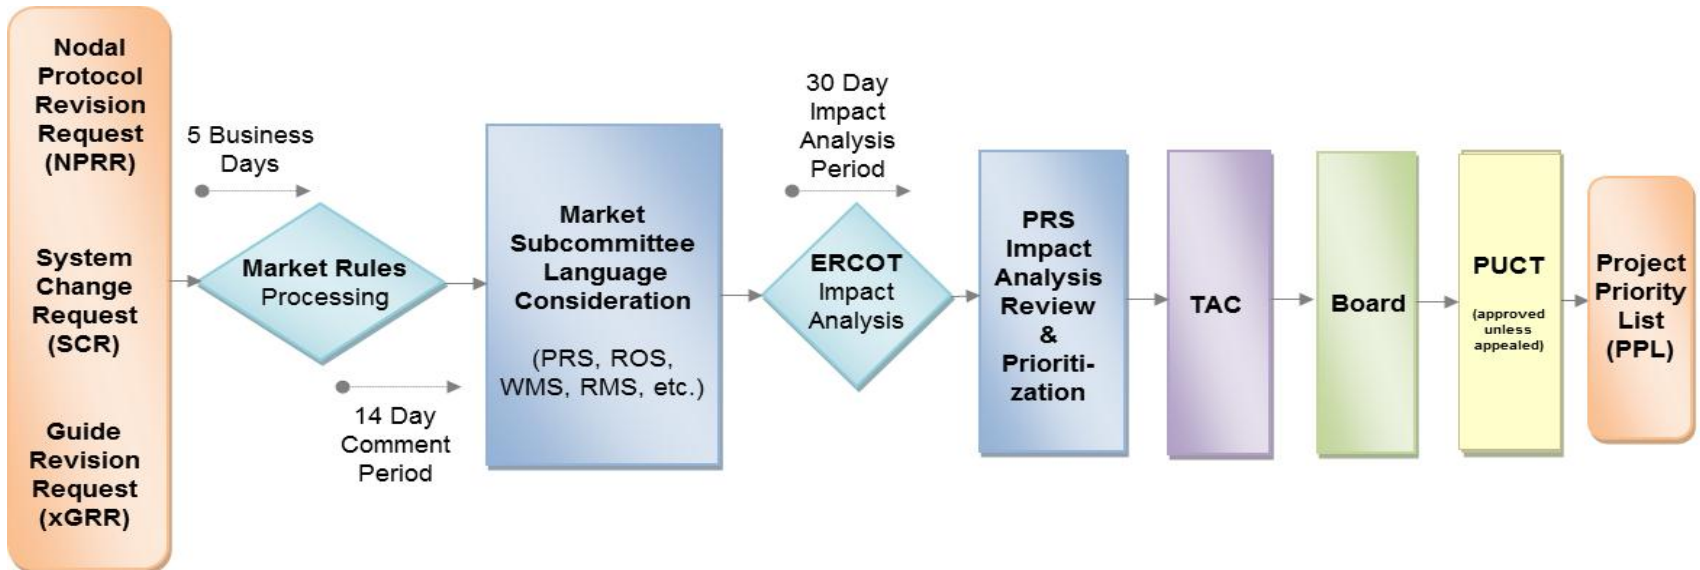 Nodal
Protocol
Revision
Request
(NPRR)
System
Change
Request
(SCR)
Guide
Revision
Request
(xGRR)
5 Business
Days
Market Rules
Processing
14 Day
Comment
Period
Market
Subcommittee
Language
Consideration
(PRS, ROS,
WMS, RMS, etc.)
30 Day
Impact
Analysis
Period
ERCOT
Impact
Analysis
PRS
Impact
Analysis
Review
&
Prioriti-
zation
TAC
Board
PUCT
(approved
unless
appealed)
Project
Priority
List
(PPL)